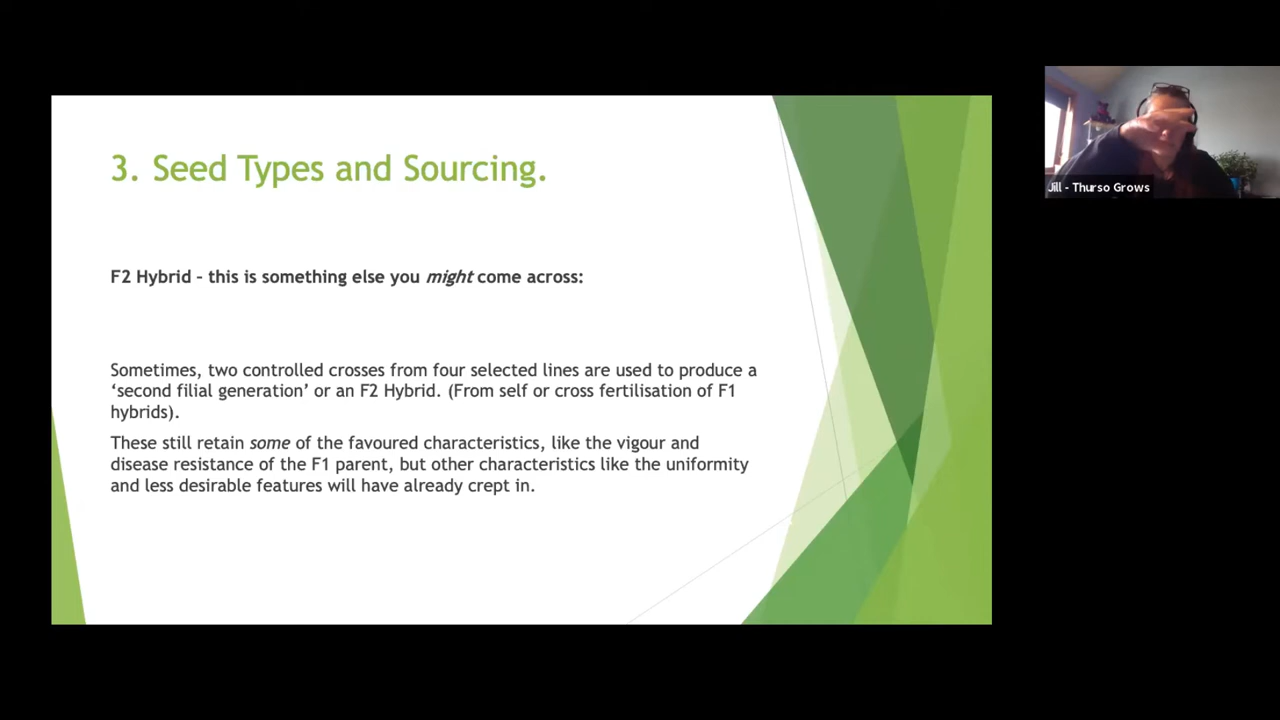 3. Seed Types and Sourcing.
F2 Hybrid – this is something else you might come across:
Sometimes, two controlled crosses from four selected lines are used to produce a
‘second filial generation’ or an F2 Hybrid. (From self or cross fertilisation of F1
hybrids).
These still retain some of the favoured characteristics, like the vigour and
disease resistance of the F1 parent, but other characteristics like the uniformity
and less desirable features will have already crept in.
Jill - Thurso Grows